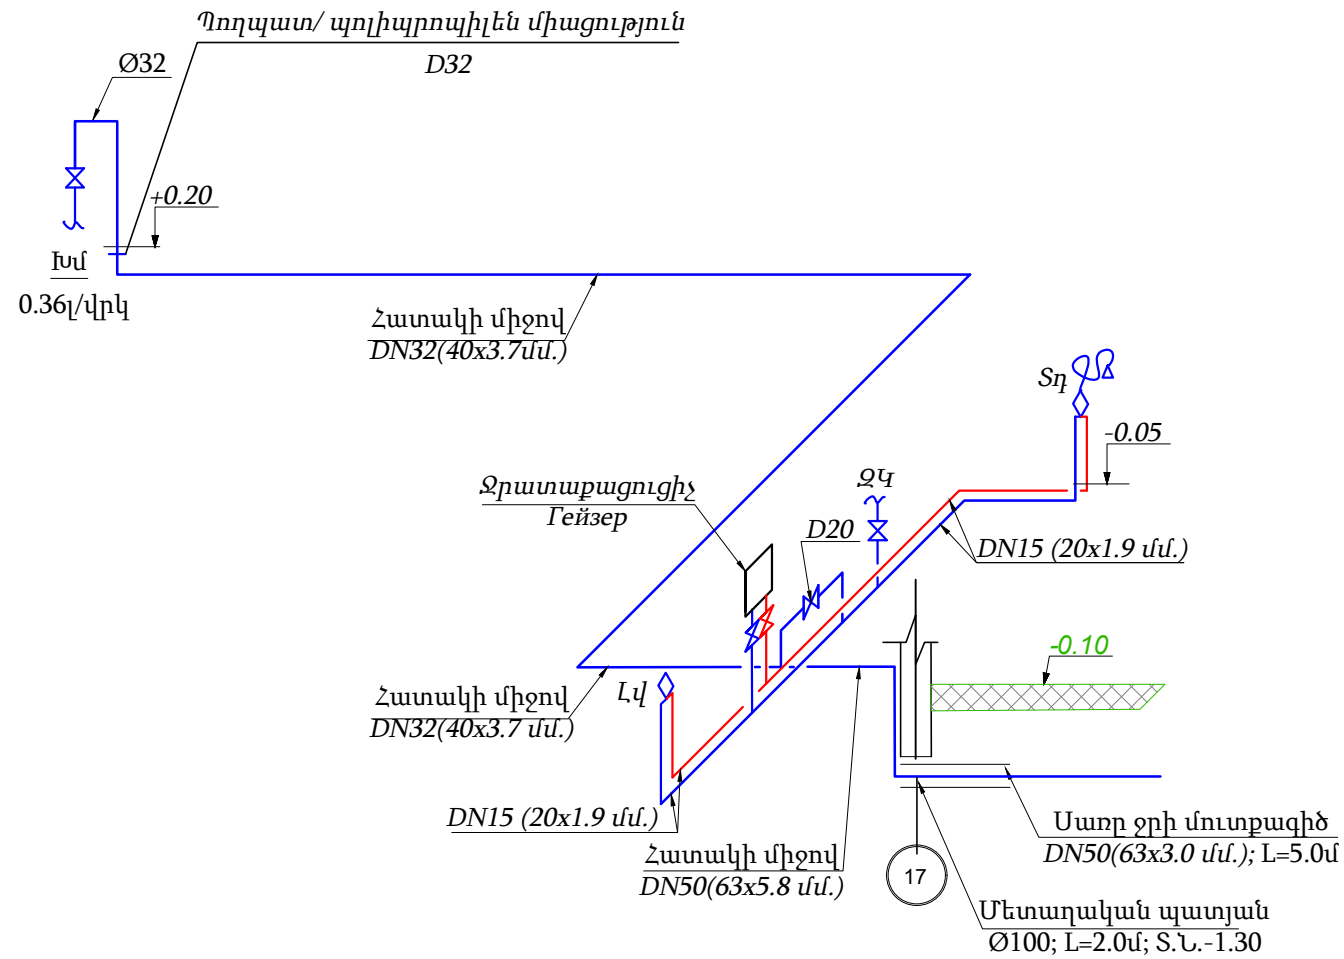 Պողպատ/ պոլիպրոպիլեն միացություն
D32
Ø32
+0.20
Խմ
0.36լ/վրկ
Հատակի միջով
DN32(40x3.7մմ.)
Տղ
-0.05
Ջրատաքացուցիչ
Гейзер
ԶԿ
D20
DN15 (20x1.9 մմ.)
-0.10
Լվ
Հատակի միջով
DN32(40x3.7 մմ.)
DN15 (20x1.9 մմ.)
Սառը ջրի մուտքագիծ
DN50(63x3.0 մմ.); L=5.0մ
Հատակի միջով
DN50(63x5.8 մմ.)
17
Մետաղական պատյան
Ø100; L=2.0մ; Տ.Ն.-1.30